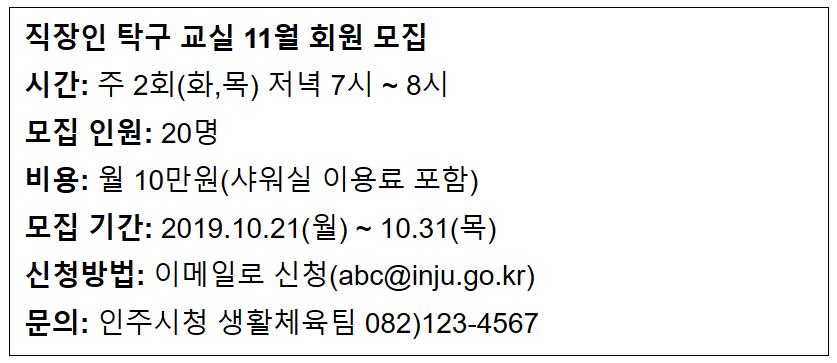 직장인 탁구 교실 11월 회원 모집
시간: 주 2회(화,목) 저녁 7시 ~ 8시
모집 인원: 20명
비용: 월 10만원(샤워실 이용료 포함)
모집 기간: 2019.10.21(월) ~ 10.31(목)
신청방법: 이메일로 신청(abc@inju.go.kr)
문의: 인주시청 생활체육팀 082)123-4567